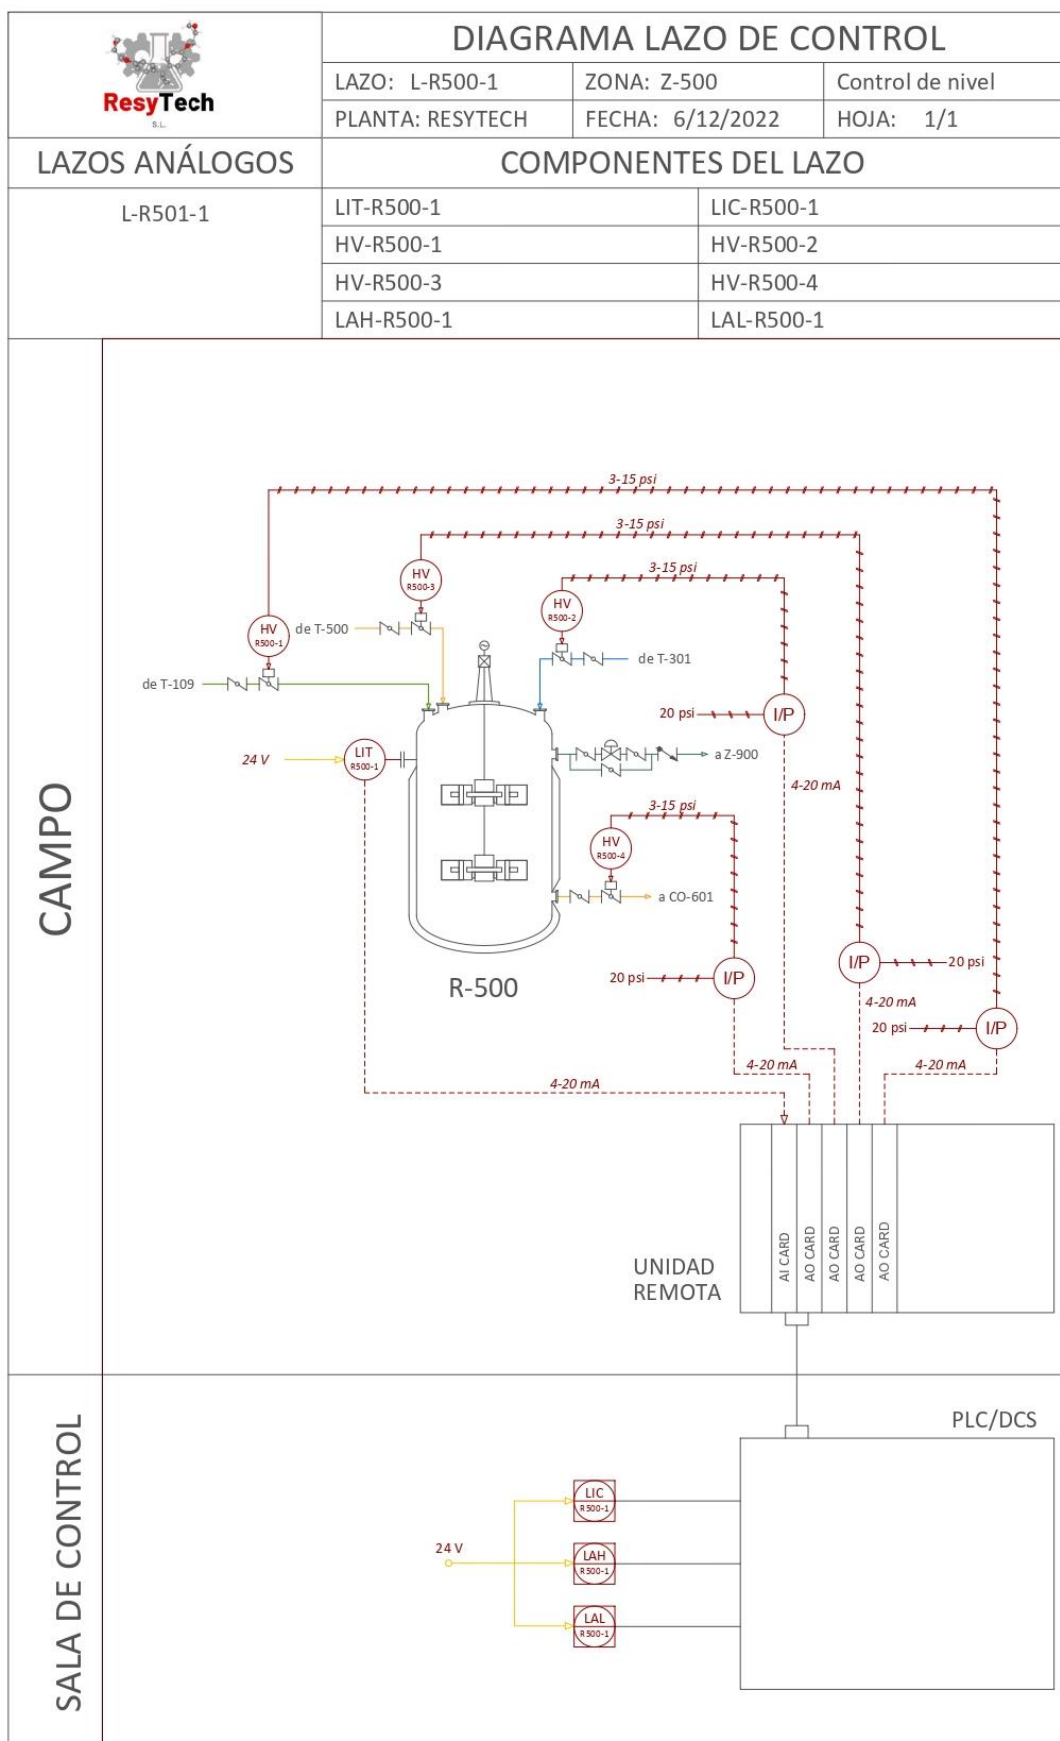 DIAGRAMA LAZO DE CONTROL
ResyTech
S.L.
LAZO: L-R500-1
ZONA: Z-500
Control de nivel
PLANTA: RESYTECH
FECHA: 6/12/2022
HOJA: 1/1
LAZOS ANÁLOGOS
COMPONENTES DEL LAZO
L-R501-1
LIT-R500-1
LIC-R500-1
HV-R500-1
HV-R500-2
HV-R500-3
HV-R500-4
LAH-R500-1
LAL-R500-1
CAMPO
3-15 psi
3-15 psi
3-15 psi
HV
R500-3
HV
R500-2
HV
R500-1
de T-500
de T-301
de T-109
20 psi
I/P
24 V
LIT
R500-1
a Z-900
4-20 mA
3-15 psi
HV
R500-4
a CO-601
I/P
20 psi
20 psi
I/P
R-500
4-20 mA
20 psi
I/P
4-20 mA
4-20 mA
4-20 mA
AI CARD
AO CARD
AO CARD
AO CARD
AO CARD
UNIDAD
REMOTA
SALA DE CONTROL
PLC/DCS
LIC
R500-1
24 V
LAH
R500-1
LAL
R500-1